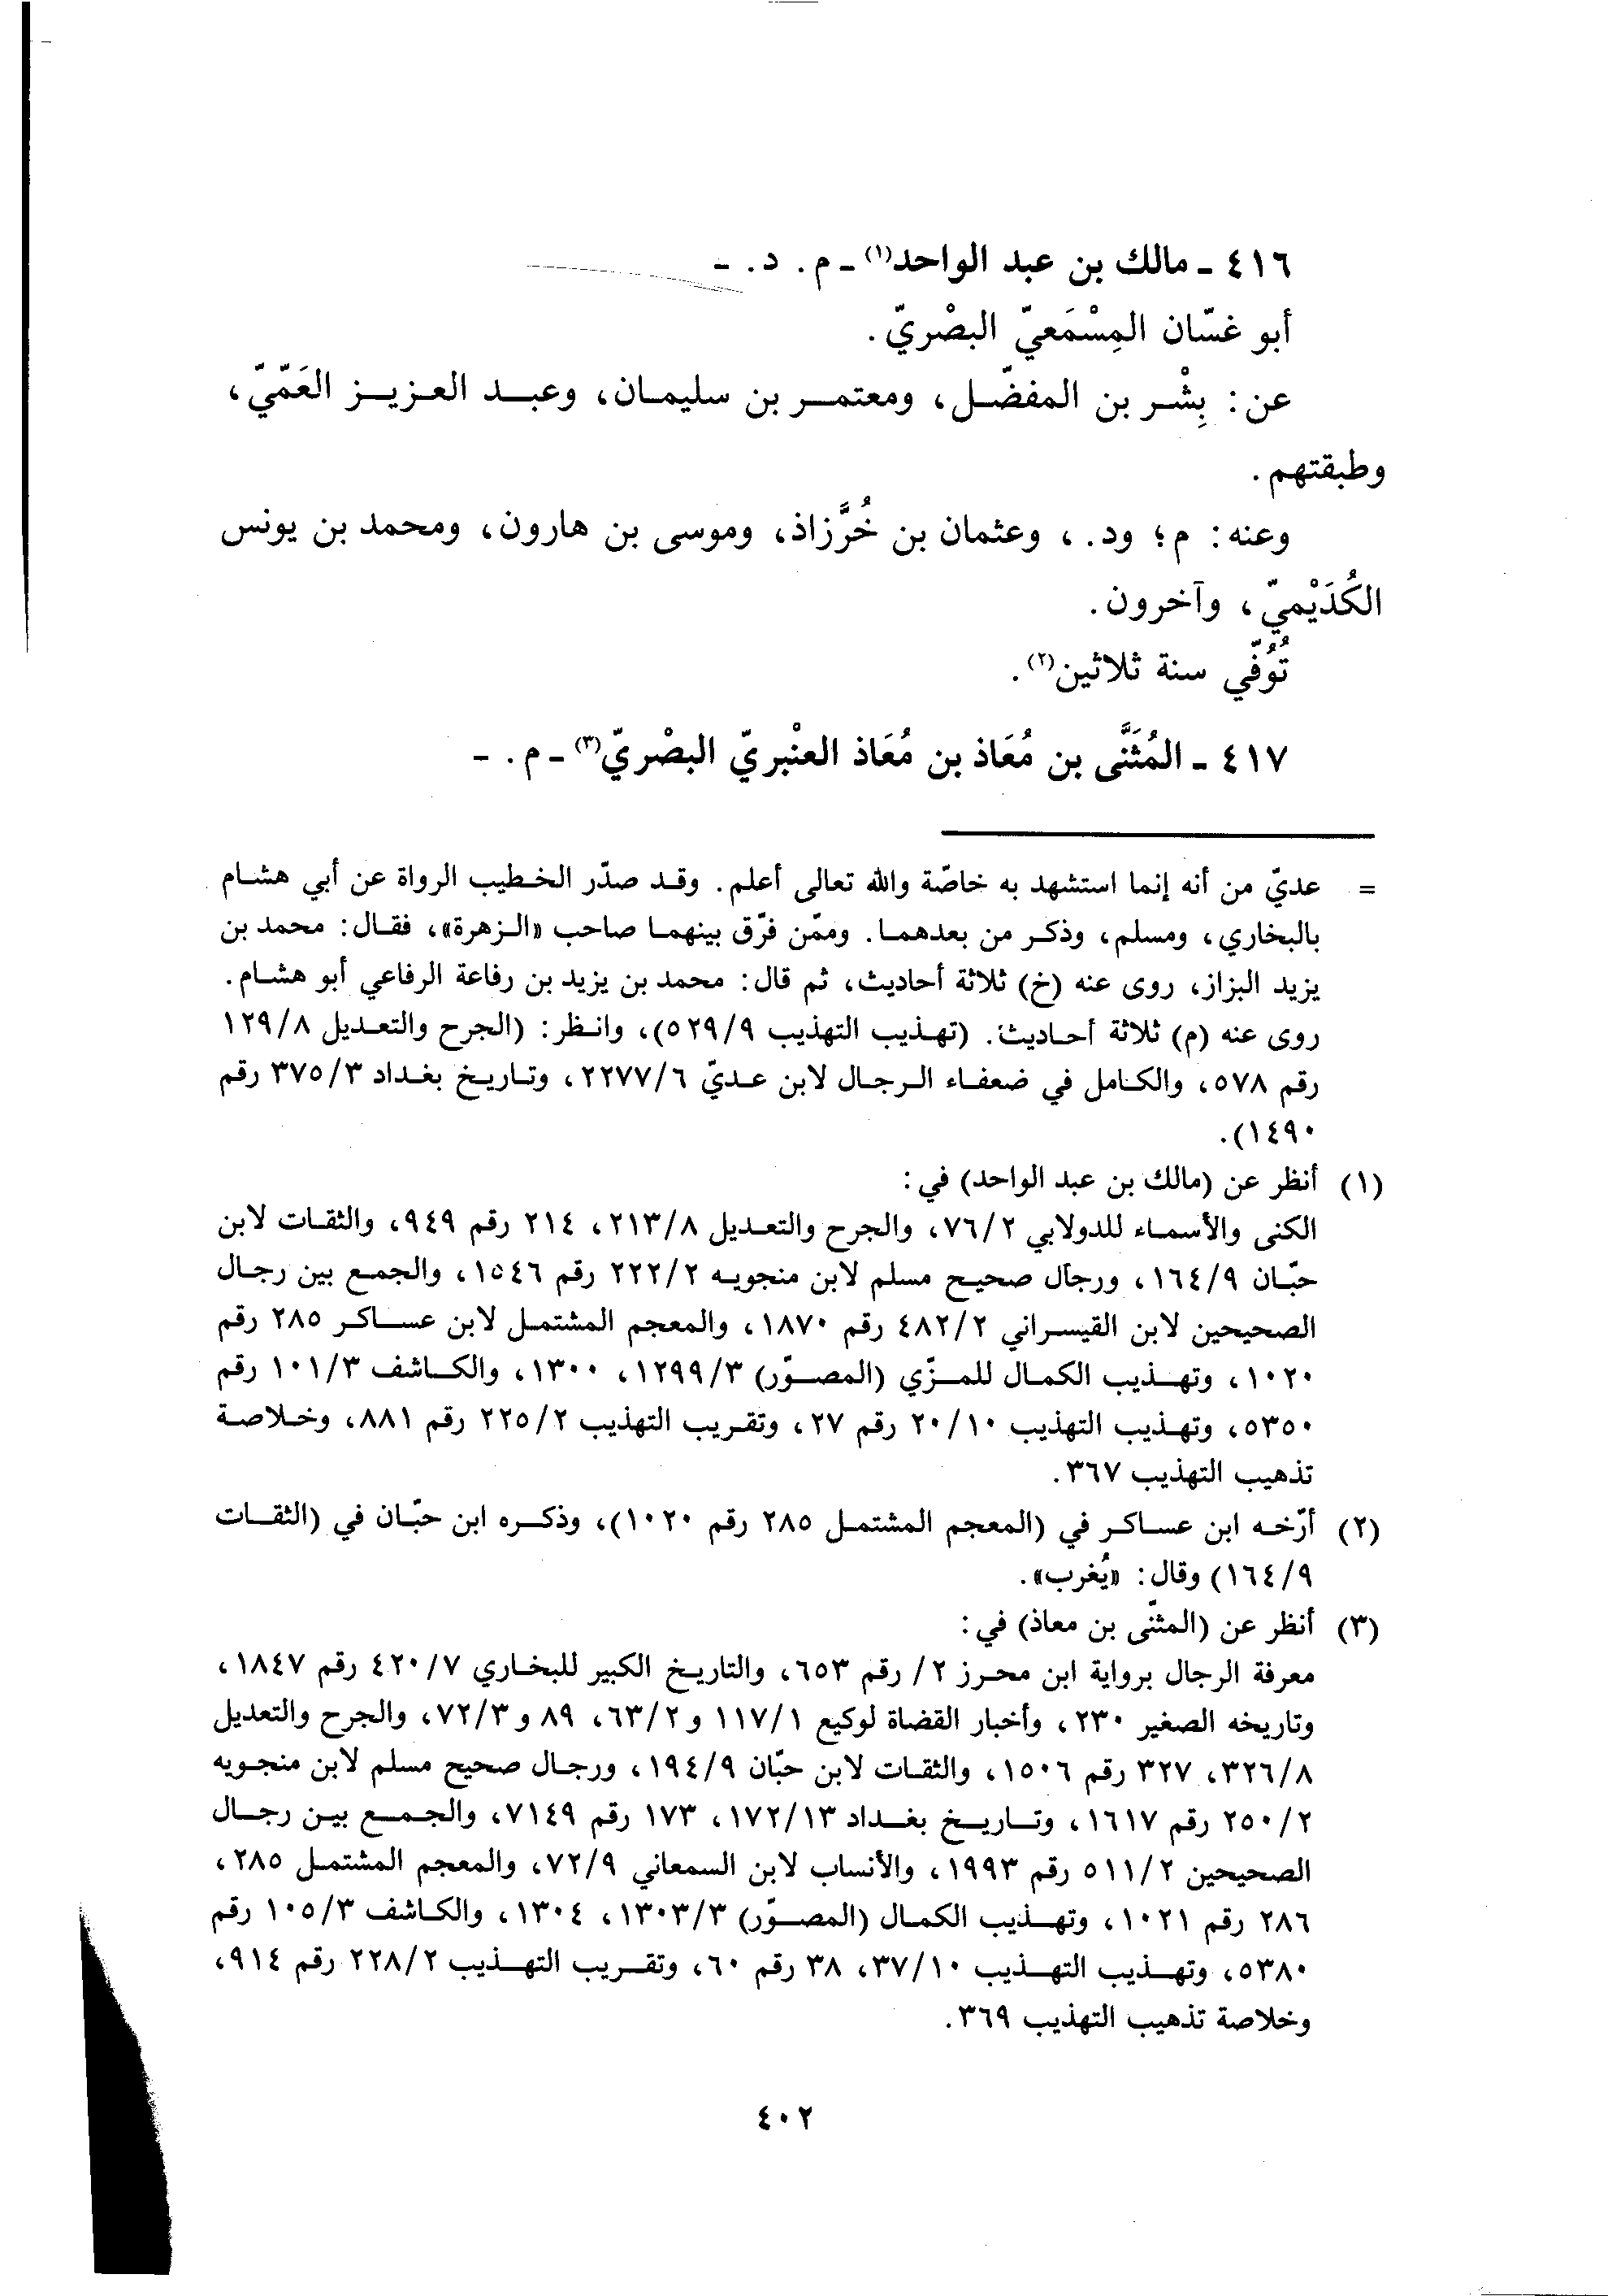 ٤١٦ ـ مالك بن عبد الواحد(١) ـ م. د. ـ
أبو غسّان المِسْمَعيّ البصْريّ.
عن: بِشْر بن المفضّل، ومعتمر بن سليمان، وعبد العزيز العَمّيّ،
وطبقتهم.
وعنه: م؛ ود.، وعثمان بن خُرَّزاذ، وموسى بن هارون، ومحمد بن يونس
الكُدَيْميّ، وآخرون.
تُوُفّي سنة ثلاثين(٢).
٤١٧ ـ المُثَنَّى بن مُعَاذ بن مُعَاذ العنْبريّ البصْريّ(٣) ـ م. ـ
= عديّ من أنه إنما استشهد به خاصّة والله تعالى أعلم. وقد صدّر الخطيب الرواة عن أبي هشام
بالبخاري، ومسلم، وذكر من بعدهما. وممّن فرّق بينهما صاحب «الزهرة»، فقال: محمد بن
يزيد البزاز، روى عنه (خ) ثلاثة أحاديث، ثم قال: محمد بن يزيد بن رفاعة الرفاعي أبو هشام.
روى عنه (م) ثلاثة أحاديث. (تهذيب التهذيب ٥٢٩/٩)، وانظر: (الجرح والتعديل ١٢٩/٨
رقم ٥٧٨، والكامل في ضعفاء الرجال لابن عديّ ٢٢٧٧/٦، وتاريخ بغداد ٣٧٥/٣ رقم
١٤٩٠).
(١) أنظر عن (مالك بن عبد الواحد) في:
الكنى والأسماء للدولابي ٧٦/٢، والجرح والتعديل ٢١٣/٨، ٢١٤ رقم ٩٤٩، والثقات لابن
حبّان ١٦٤/٩، ورجال صحيح مسلم لابن منجويه ٢٢٢/٢ رقم ١٥٤٦، والجمع بين رجال
الصحيحين لابن القيسراني ٤٨٢/٢ رقم ١٨٧٠، والمعجم المشتمل لابن عساكر ٢٨٥ رقم
١٠٢٠، وتهذيب الكمال للمزّي (المصوّر) ١٢٩٩/٣، ١٣٠٠، والكاشف ١٠١/٣ رقم
٥٣٥٠، وتهذيب التهذيب ٢٠/١٠ رقم ٢٧، وتقريب التهذيب ٢٢٥/٢ رقم ٨٨١، وخلاصة
تذهيب التهذيب ٣٦٧.
(٢) أرّخه ابن عساكر في (المعجم المشتمل ٢٨٥ رقم ١٠٢٠)، وذكره ابن حبّان في (الثقات
١٦٤/٩) وقال: «يُغرب».
(٣) أنظر عن (المثنّى بن معاذ) في:
معرفة الرجال برواية ابن محرز ٢/ رقم ٦٥٣، والتاريخ الكبير للبخاري ٤٢٠/٧ رقم ١٨٤٧،
وتاريخه الصغير ٢٣٠، وأخبار القضاة لوكيع ١١٧/١ و٦٣/٢، ٨٩ و٧٢/٣، والجرح والتعديل
٣٢٦/٨، ٣٢٧ رقم ١٥٠٦، والثقات لابن حبّان ١٩٤/٩، ورجال صحيح مسلم لابن منجويه
٢٥٠/٢ رقم ١٦١٧، وتاريخ بغداد ١٧٢/١٣، ١٧٣ رقم ٧١٤٩، والجمع بين رجال
الصحيحين ٥١١/٢ رقم ١٩٩٣، والأنساب لابن السمعاني ٧٢/٩، والمعجم المشتمل ٢٨٥،
٢٨٦ رقم ١٠٢١، وتهذيب الكمال (المصوّر) ١٣٠٣/٣، ١٣٠٤، والكاشف ١٠٥/٣ رقم
٥٣٨٠، وتهذيب التهذيب ٣٧/١٠، ٣٨ رقم ٦٠، وتقريب التهذيب ٢٢٨/٢ رقم ٩١٤،
وخلاصة تذهيب التهذيب ٣٦٩.
٤٠٢